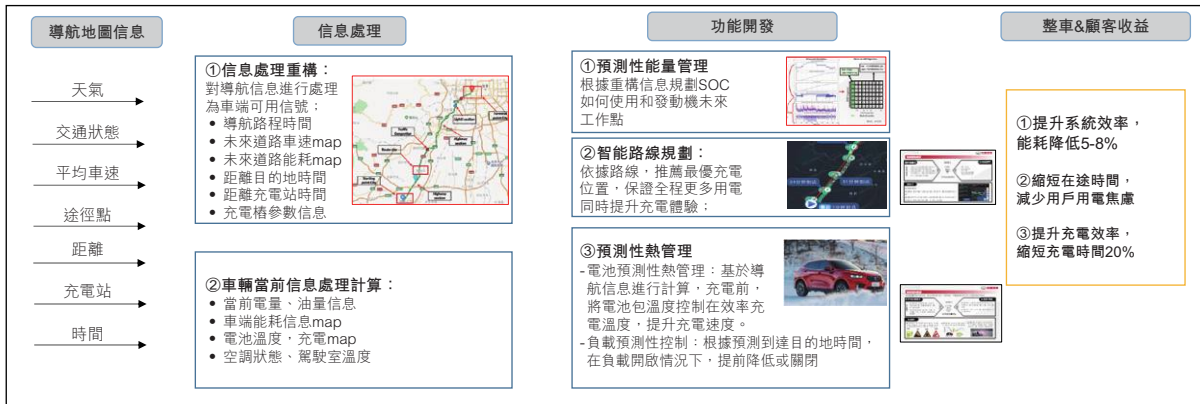 導航地圖信息
天氣
交通狀態
平均車速
途徑點
距離
充電站
時間
信息處理
①信息處理重構：
對導航信息進行處理
為車端可用信號；
• 導航路程時間
• 未來道路車速map
• 未來道路能耗map
• 距離目的地時間
• 距離充電站時間
• 充電樁參數信息
②車輛當前信息處理計算：
• 當前電量、油量信息
• 車端能耗信息map
• 電池溫度，充電map
• 空調狀態、駕駛室溫度
功能開發
①預測性能量管理
根據重構信息規劃SOC
如何使用和發動機未來
工作點
②智能路線規劃：
依據路線，推薦最優充電
位置，保證全程更多用電
同時提升充電體驗；
③預測性熱管理
-電池預測性熱管理：基於導
航信息進行計算，充電前，
將電池包溫度控制在效率充
電溫度，提升充電速度。
-負載預測性控制：根據預測到達目的地時間，
在負載開啟情況下，提前降低或關閉
整車&顧客收益
①提升系統效率，
能耗降低5-8%
②縮短在途時間，
減少用戶用電焦慮
③提升充電效率，
縮短充電時間20%